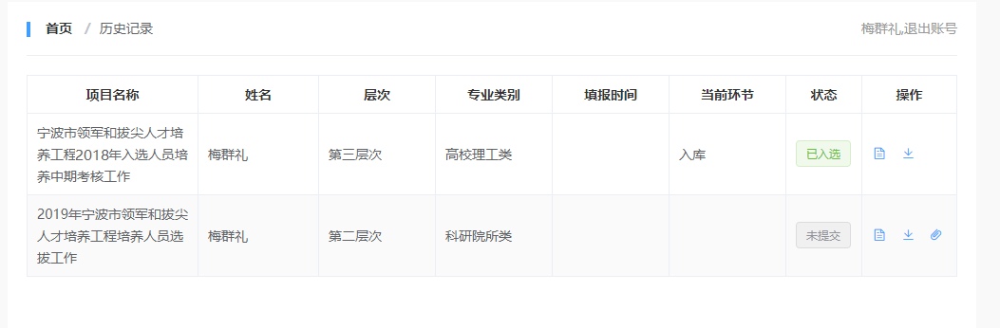 首页 / 历史记录
梅群礼,退出账号
项目名称 姓名 层次 专业类别 填报时间 当前环节 状态 操作
宁波市领军和拔尖人才培
养工程2018年入选人员培
养中期考核工作
梅群礼 第三层次 高校理工类 入库 已入选
2019年宁波市领军和拔尖
人才培养工程培养人员选
拔工作
梅群礼 第二层次 科研院所类 未提交